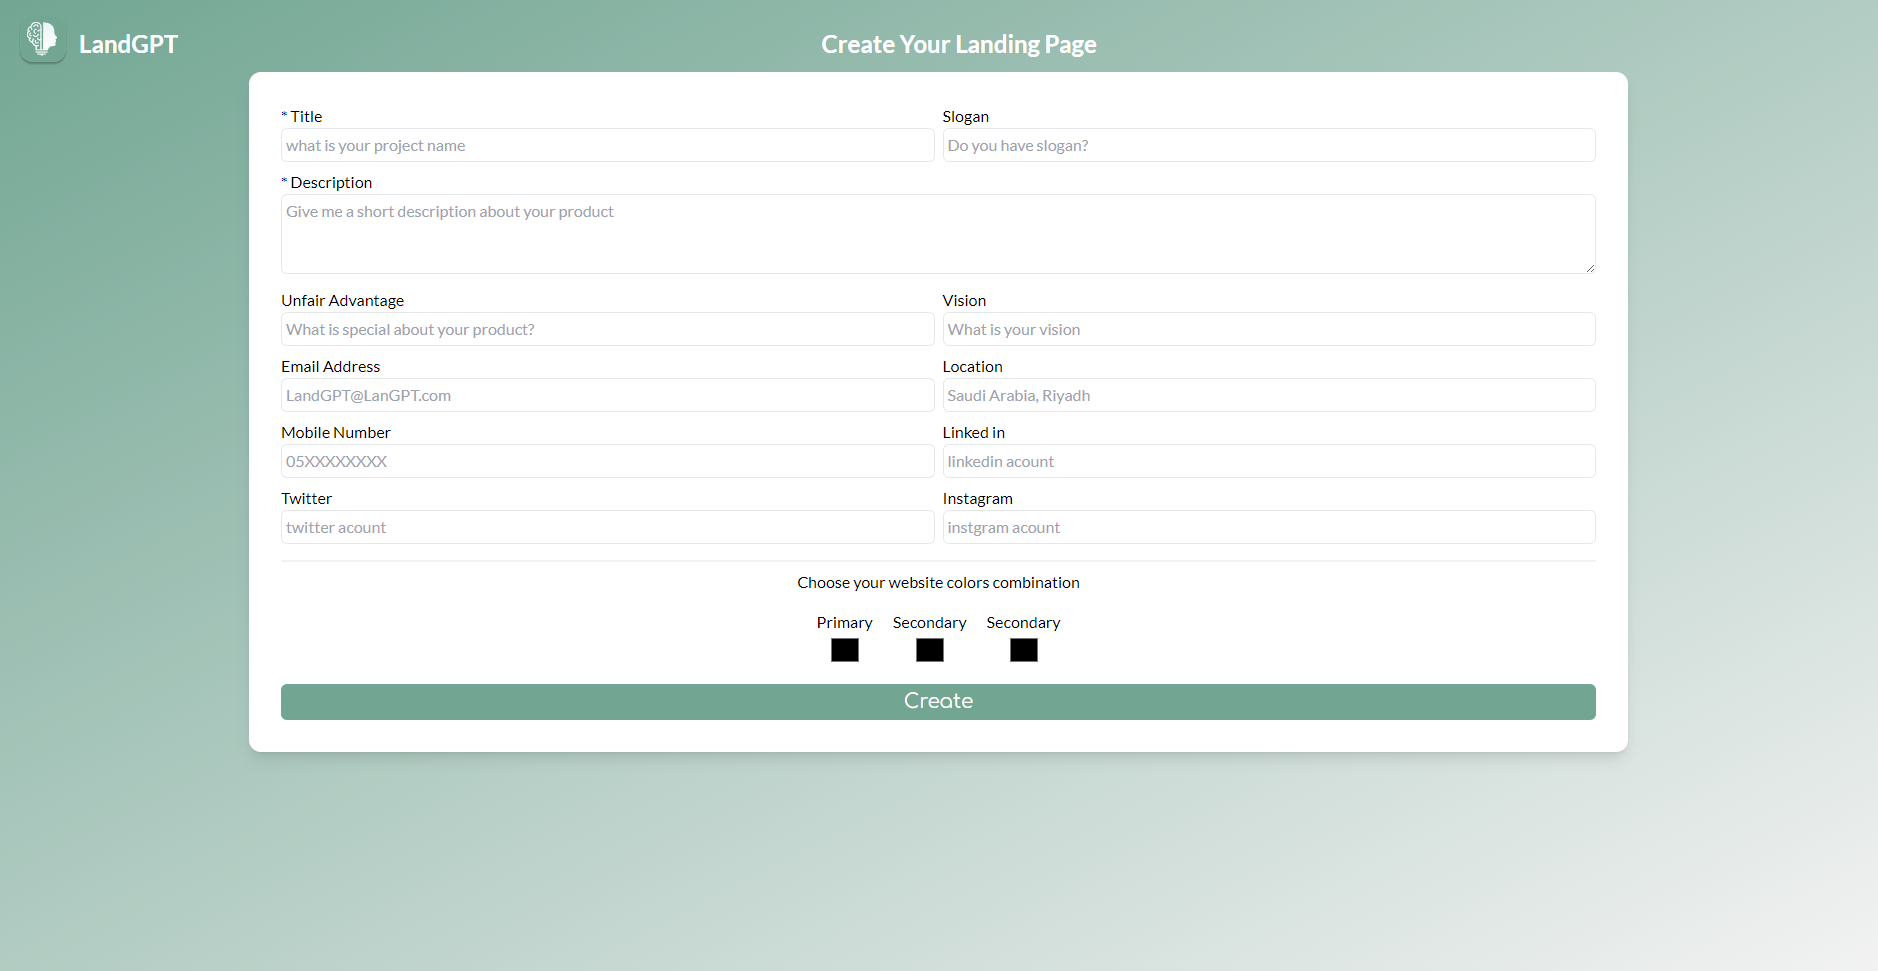 LandGPT
Create Your Landing Page
* Title
Slogan
what is your project name
Do you have slogan?
* Description
Give me a short description about your product
Unfair Advantage
Vision
What is special about your product?
What is your vision
Email Address
Location
LandGPT@LanGPT.com
Saudi Arabia, Riyadh
Mobile Number
Linked in
05XXXXXXXX
linkedin acount
Twitter
Instagram
twitter acount
instgram acount
Choose your website colors combination
Primary Secondary Secondary
Create